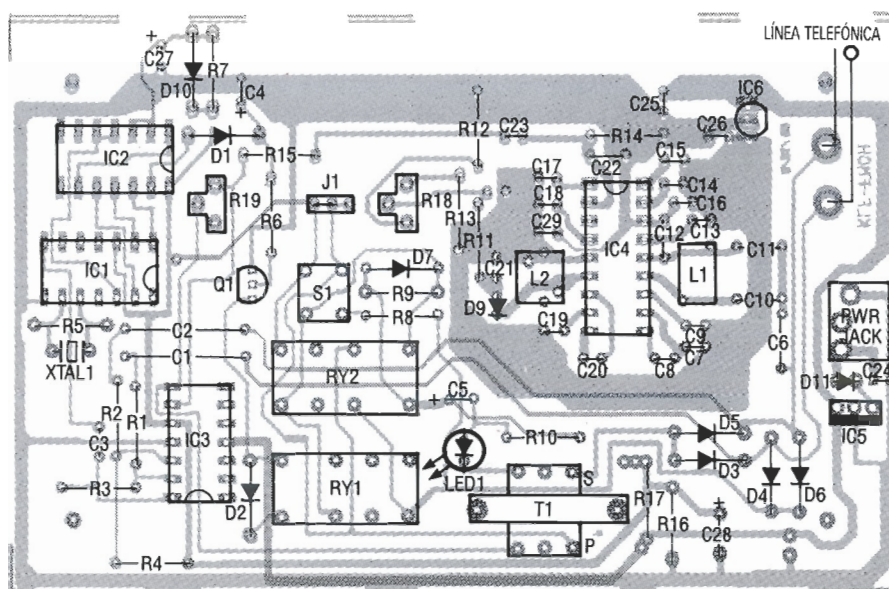 LÍNEA TELEFÓNICA
C27
D10
R7
C4
IC2
D1
R15
R12
C23
R14
C25
IC6
C26
C22
C15
R19
R6
J1
R18
R13
R11
C17
C18
C29
IC4
C14
C16
C13
C12
IC1
Q1
S1
D7
R9
R8
C21
D9
L2
L1
C11
C10
R5
XTAL1
C2
C1
C19
C20
C9
C7
C8
C6
PWR
JACK
RY2
C5
D11
C24
R2
R1
IC3
C3
R10
D5
D3
IC5
R3
D2
RY1
LED1
S
T1
P
R17
R16
C28
D4
D6
R4